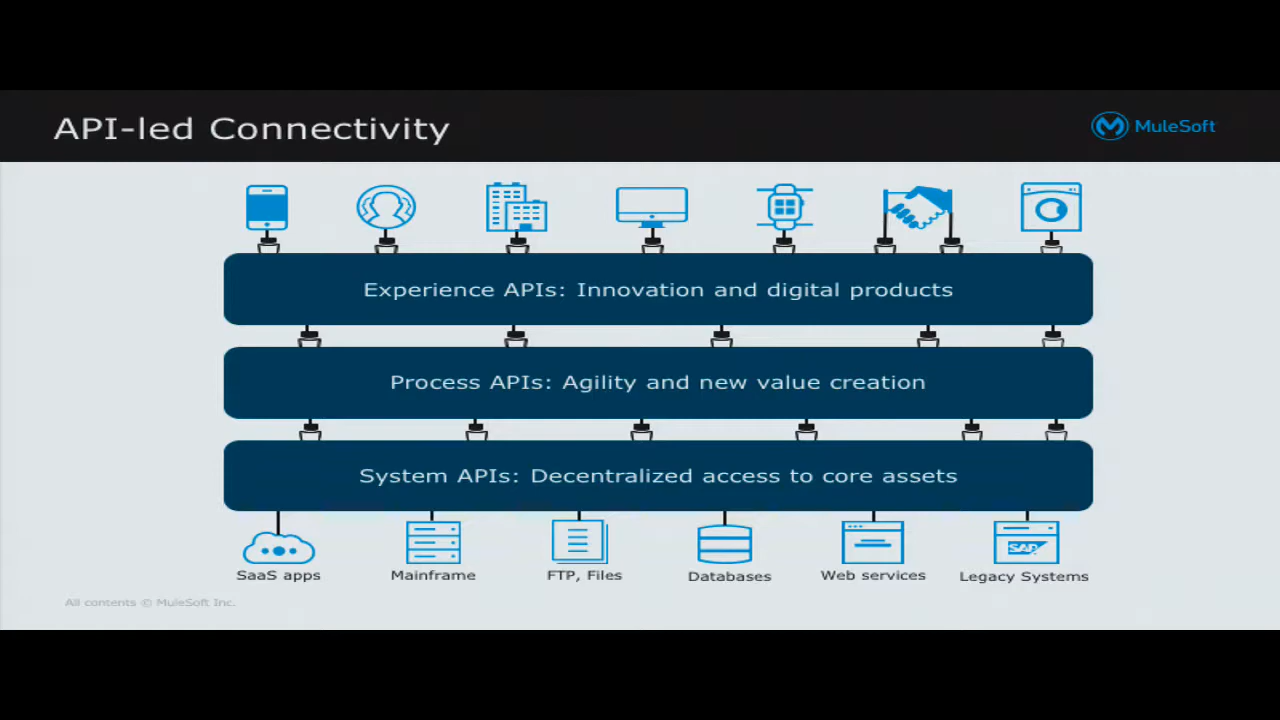 API-led Connectivity
MuleSoft
Experience APIs: Innovation and digital products
Process APIs: Agility and new value creation
System APIs: Decentralized access to core assets
SAP
SaaS apps
Mainframe
FTP, Files
Databases
Web services
Legacy Systems
All contents © MuleSoft Inc.